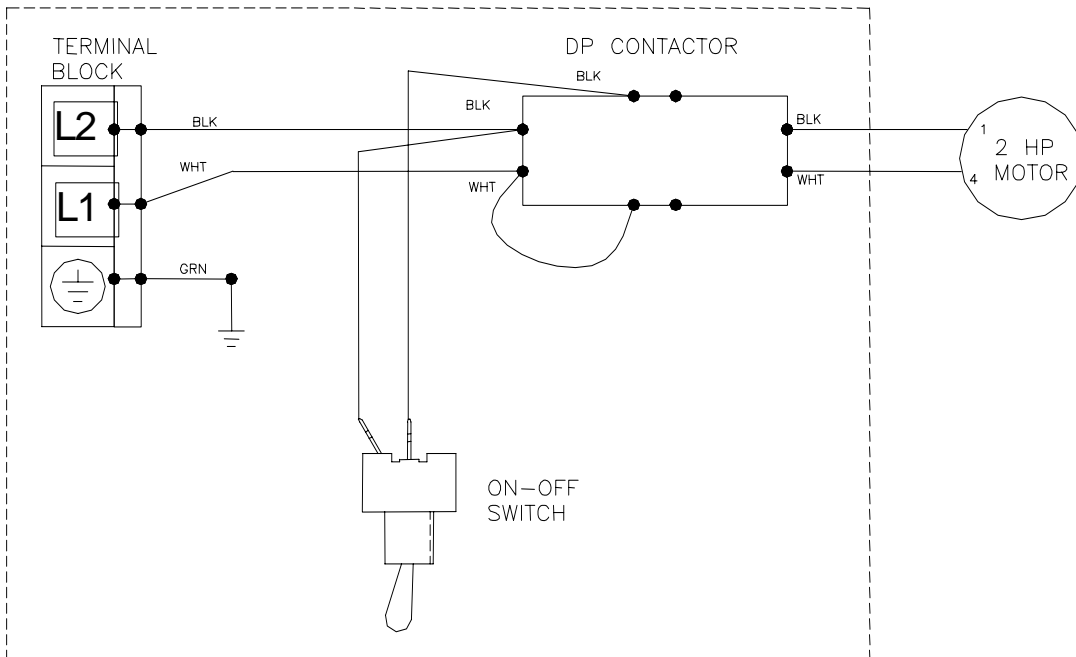 TERMINAL
BLOCK
DP CONTACTOR
BLK
BLK
L2
BLK
BLK
1
2 HP
MOTOR
WHT
WHT
WHT
4
L1
GRN
ON-OFF
SWITCH